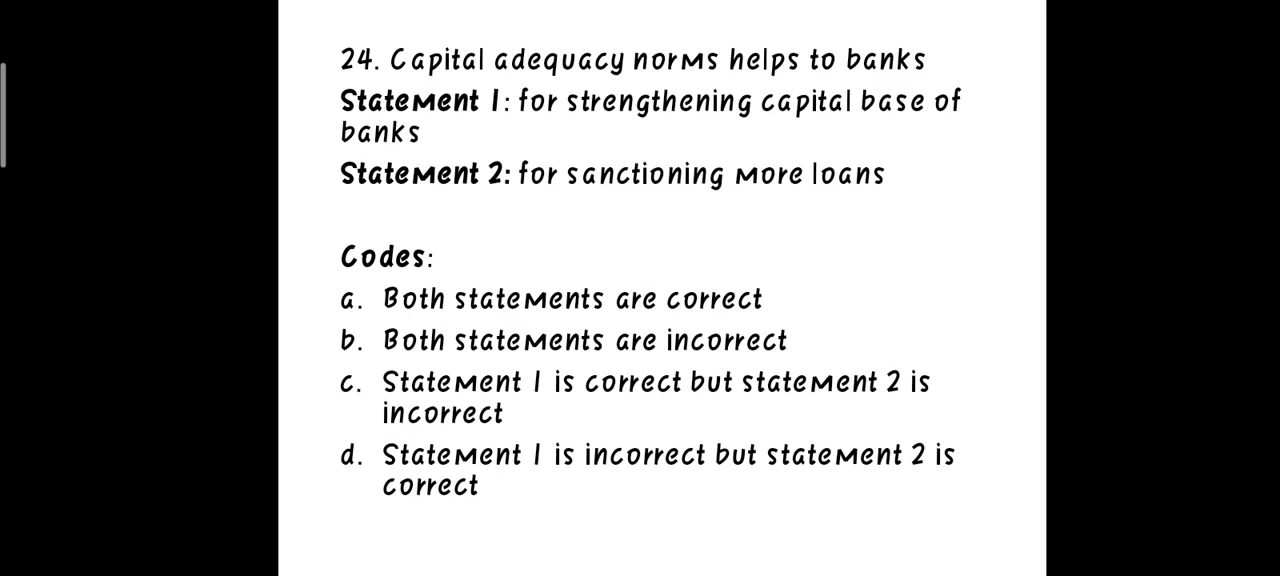 24. Capital adequacy norms helps to banks
Statement 1: for strengthening capital base of
banks
Statement 2: for sanctioning more loans
Codes:
a. Both statements are correct
b. Both statements are incorrect
c. Statement 1 is correct but statement 2 is
incorrect
d. Statement 1 is incorrect but statement 2 is
correct